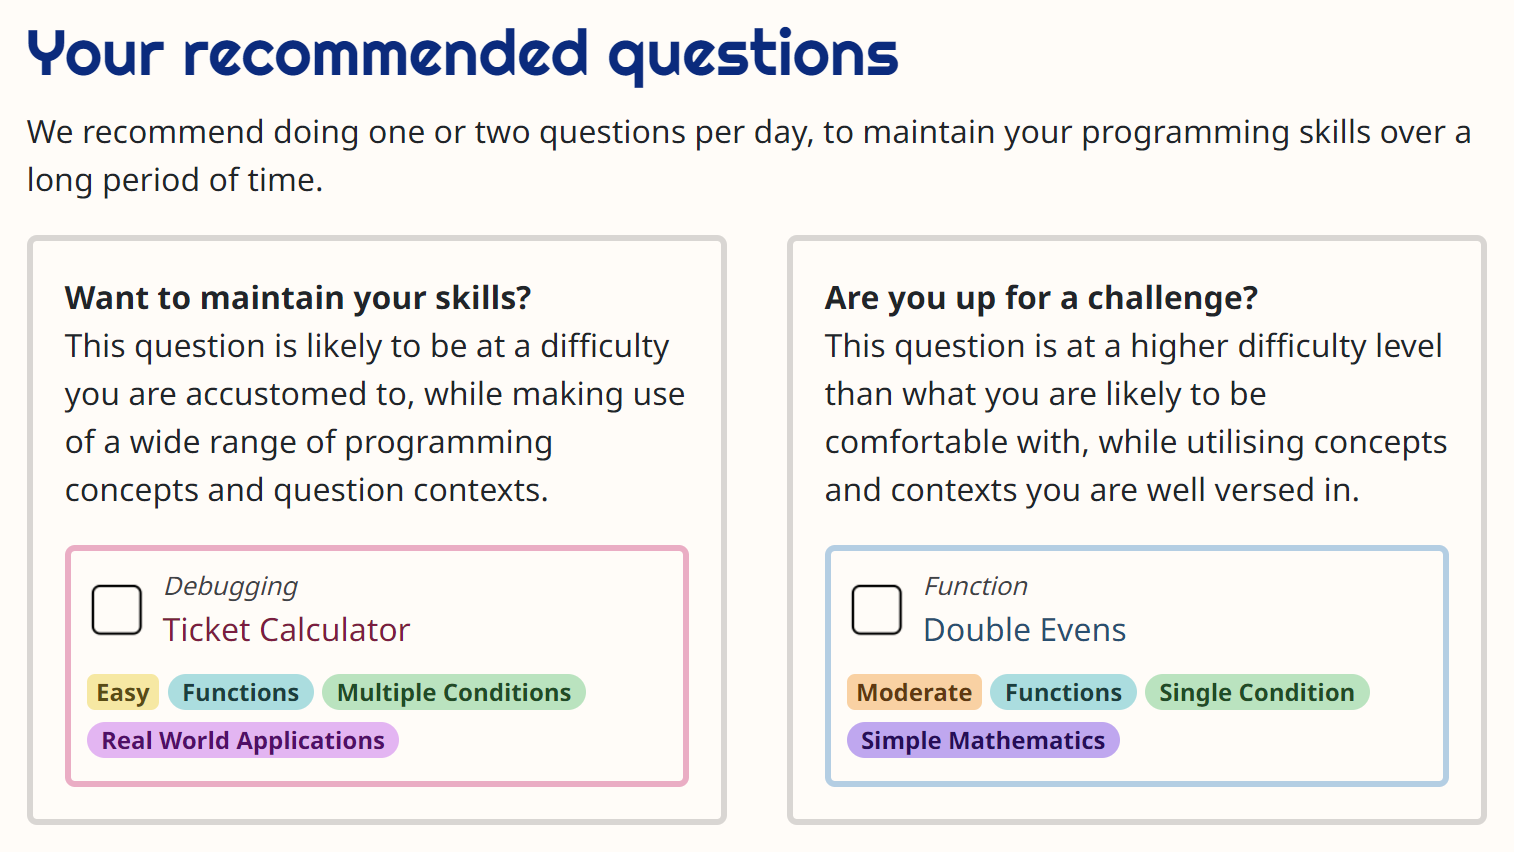 Your recommended questions
We recommend doing one or two questions per day, to maintain your programming skills over a
long period of time.
Want to maintain your skills?
This question is likely to be at a difficulty
you are accustomed to, while making use
of a wide range of programming
concepts and question contexts.
Debugging
Ticket Calculator
Easy Functions Multiple Conditions
Real World Applications
Are you up for a challenge?
This question is at a higher difficulty level
than what you are likely to be
comfortable with, while utilising concepts
and contexts you are well versed in.
Function
Double Evens
Moderate Functions Single Condition
Simple Mathematics